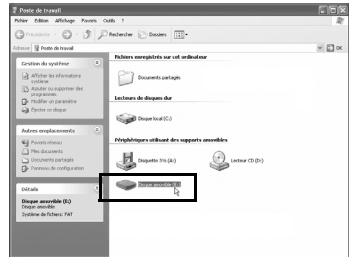 Poste de travail
Fichier Edition Affichage Favoris Outils ?
Précédente Rechercher Dossiers
Adresse Poste de travail OK
Gestion du système
Afficher les informations système
Ajouter ou supprimer des programmes
Modifier un paramètre
Ejecter ce disque
Autres emplacements
Favoris réseau
Mes documents
Documents partagés
Panneau de configuration
Détails
Disque amovible (E:)
Disque amovible
Système de fichiers: FAT
Fichiers enregistrés sur cet ordinateur
Documents partagés
Lecteurs de disques dur
Disque local (C:)
Périphériques utilisant des supports amovibles
Disquette 3½ (A:)
Lecteur CD (D:)
Disque amovible (E:)